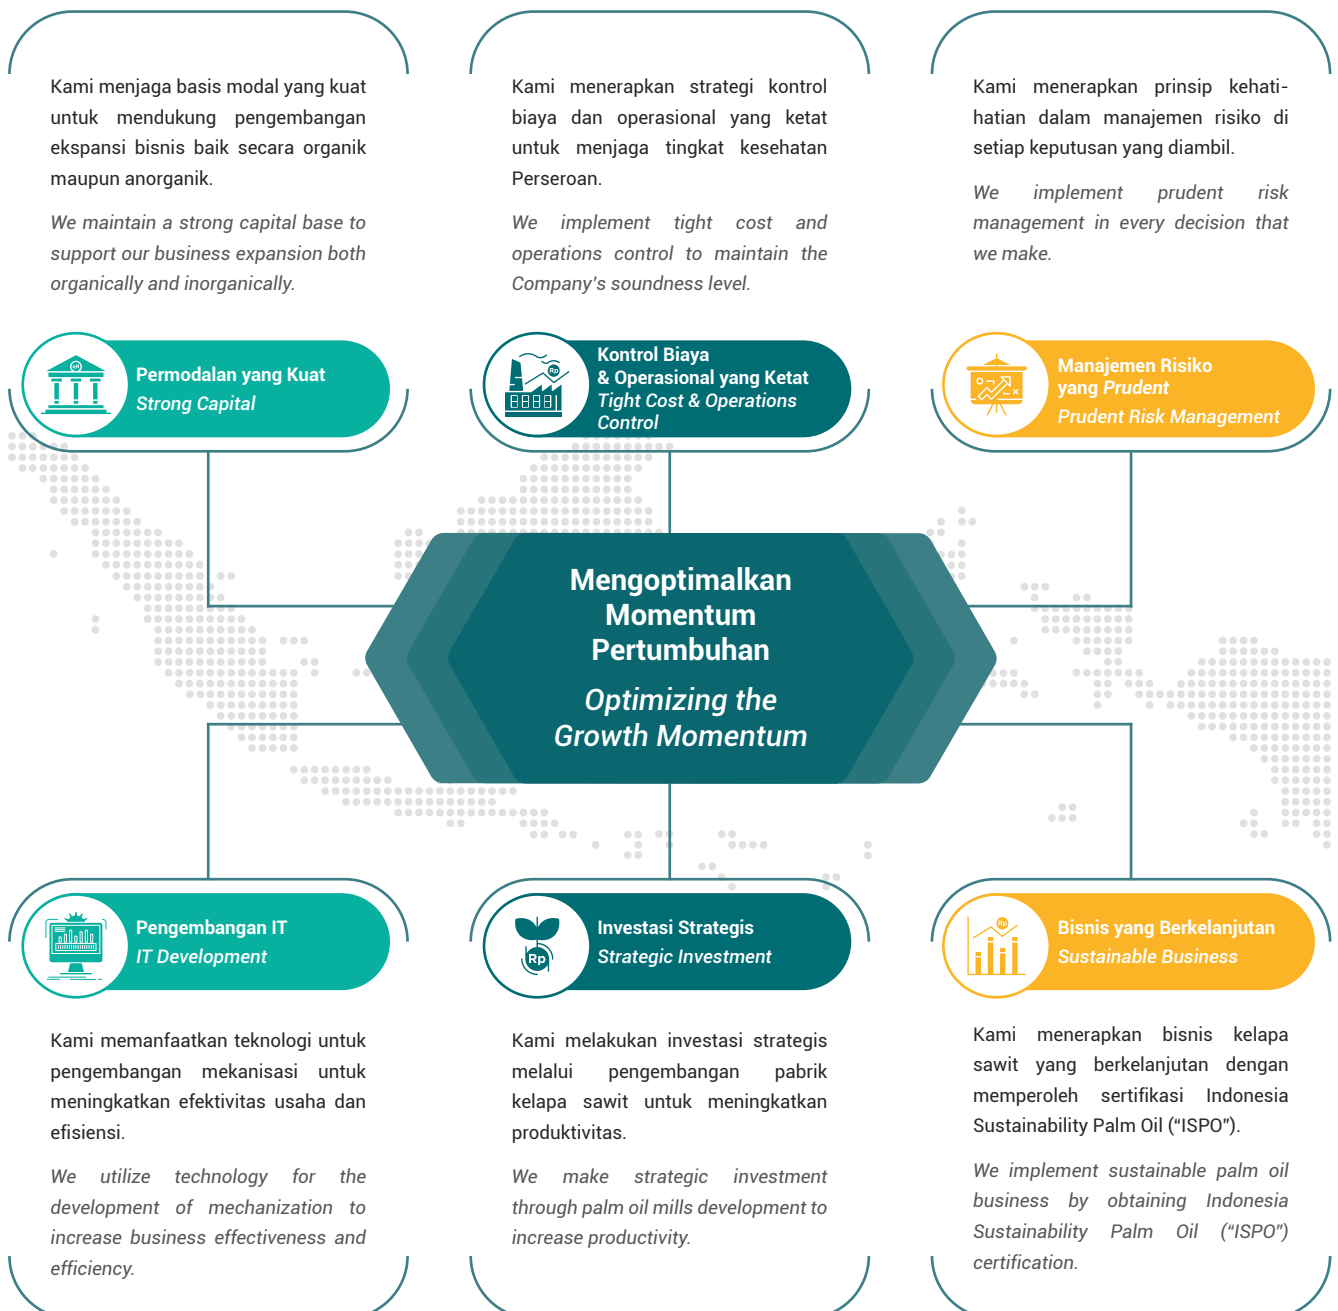 Kami menjaga basis modal yang kuat
untuk mendukung pengembangan
ekspansi bisnis baik secara organik
maupun anorganik.
We maintain a strong capital base to
support our business expansion both
organically and inorganically.
Permodalan yang Kuat
Strong Capital
Kami menerapkan strategi kontrol
biaya dan operasional yang ketat
untuk menjaga tingkat kesehatan
Perseroan.
We implement tight cost and
operations control to maintain the
Company's soundness level.
Rp
Kontrol Biaya
& Operasional yang Ketat
Tight Cost & Operations
Control
Kami menerapkan prinsip kehati-
hatian dalam manajemen risiko di
setiap keputusan yang diambil.
We implement prudent risk
management in every decision that
we make.
Manajemen Risiko
yang Prudent
Prudent Risk Management
Mengoptimalkan
Momentum
Pertumbuhan
Optimizing the
Growth Momentum
Pengembangan IT
IT Development
Kami memanfaatkan teknologi untuk
pengembangan mekanisasi untuk
meningkatkan efektivitas usaha dan
efisiensi.
We utilize technology for the
development of mechanization to
increase business effectiveness and
efficiency.
Rp
Investasi Strategis
Strategic Investment
Kami melakukan investasi strategis
melalui pengembangan pabrik
kelapa sawit untuk meningkatkan
produktivitas.
We make strategic investment
through palm oil mills development to
increase productivity.
Rp
Bisnis yang Berkelanjutan
Sustainable Business
Kami menerapkan bisnis kelapa
sawit yang berkelanjutan dengan
memperoleh sertifikasi Indonesia
Sustainability Palm Oil (“ISPO”).
We implement sustainable palm oil
business by obtaining Indonesia
Sustainability Palm Oil (“ISPO”)
certification.